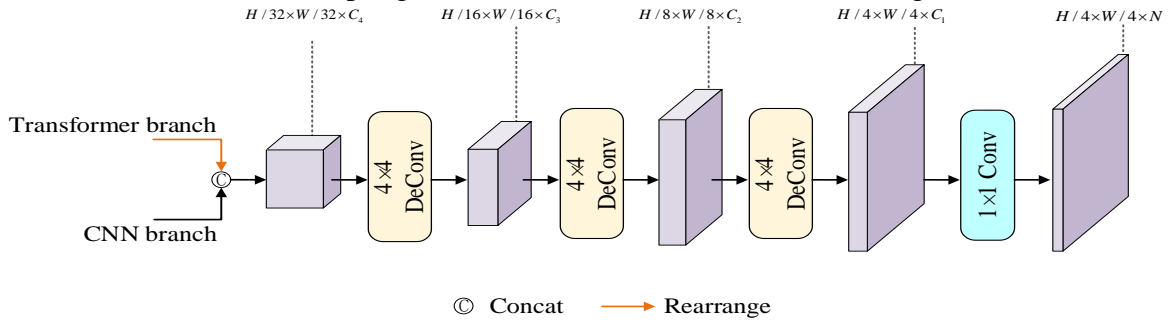 H / 32×W / 32×C₄
H / 16×W / 16×C₃
H / 8×W / 8×C₂
H / 4×W / 4×C₁
H / 4×W / 4×N
Transformer branch
©
CNN branch
4×4
DeConv
4×4
DeConv
4×4
DeConv
1×1 Conv
© Concat
Rearrange